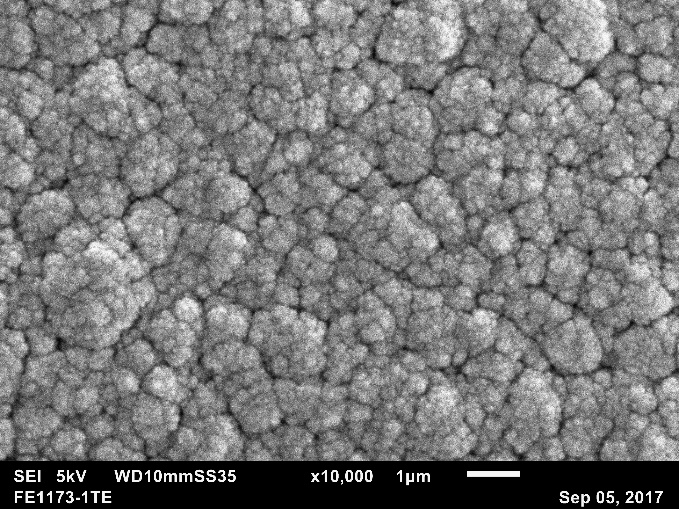 SEI 5kV WD10mmSS35 x10,000 1µm
FE1173-1TE Sep 05, 2017